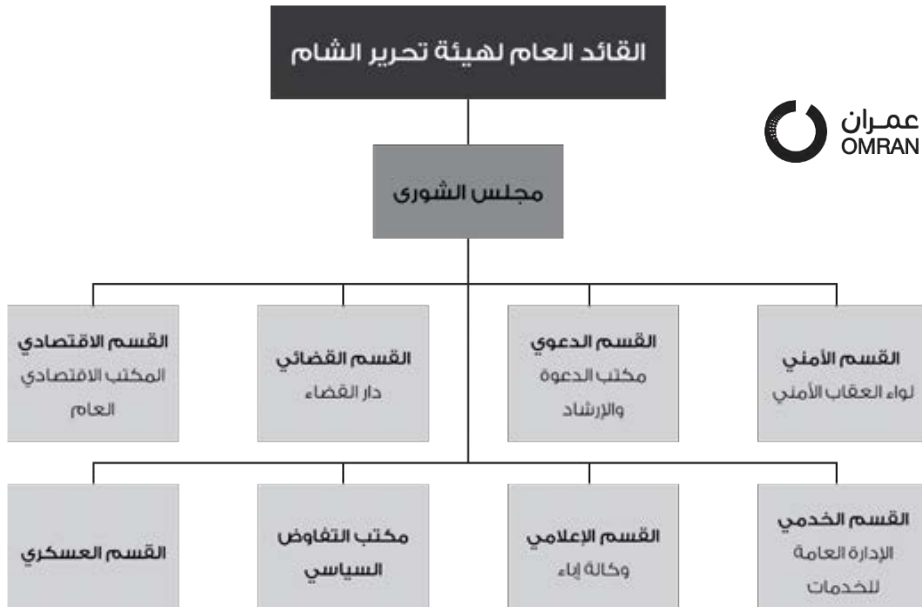 القائد العام لهيئة تحرير الشام
عمـران
OMRAN
مجلس الشورى
القسم الأمني
لواء العقاب الأمني
القسم الدعوي
مكتب الدعوة
والإرشاد
القسم القضائي
دار القضاء
القسم الاقتصادي
المكتب الاقتصادي
العام
القسم الخدمي
الإدارة العامة
للخدمات
القسم الإعلامي
وكالة إباء
مكتب التفاوض
السياسي
القسم العسكري